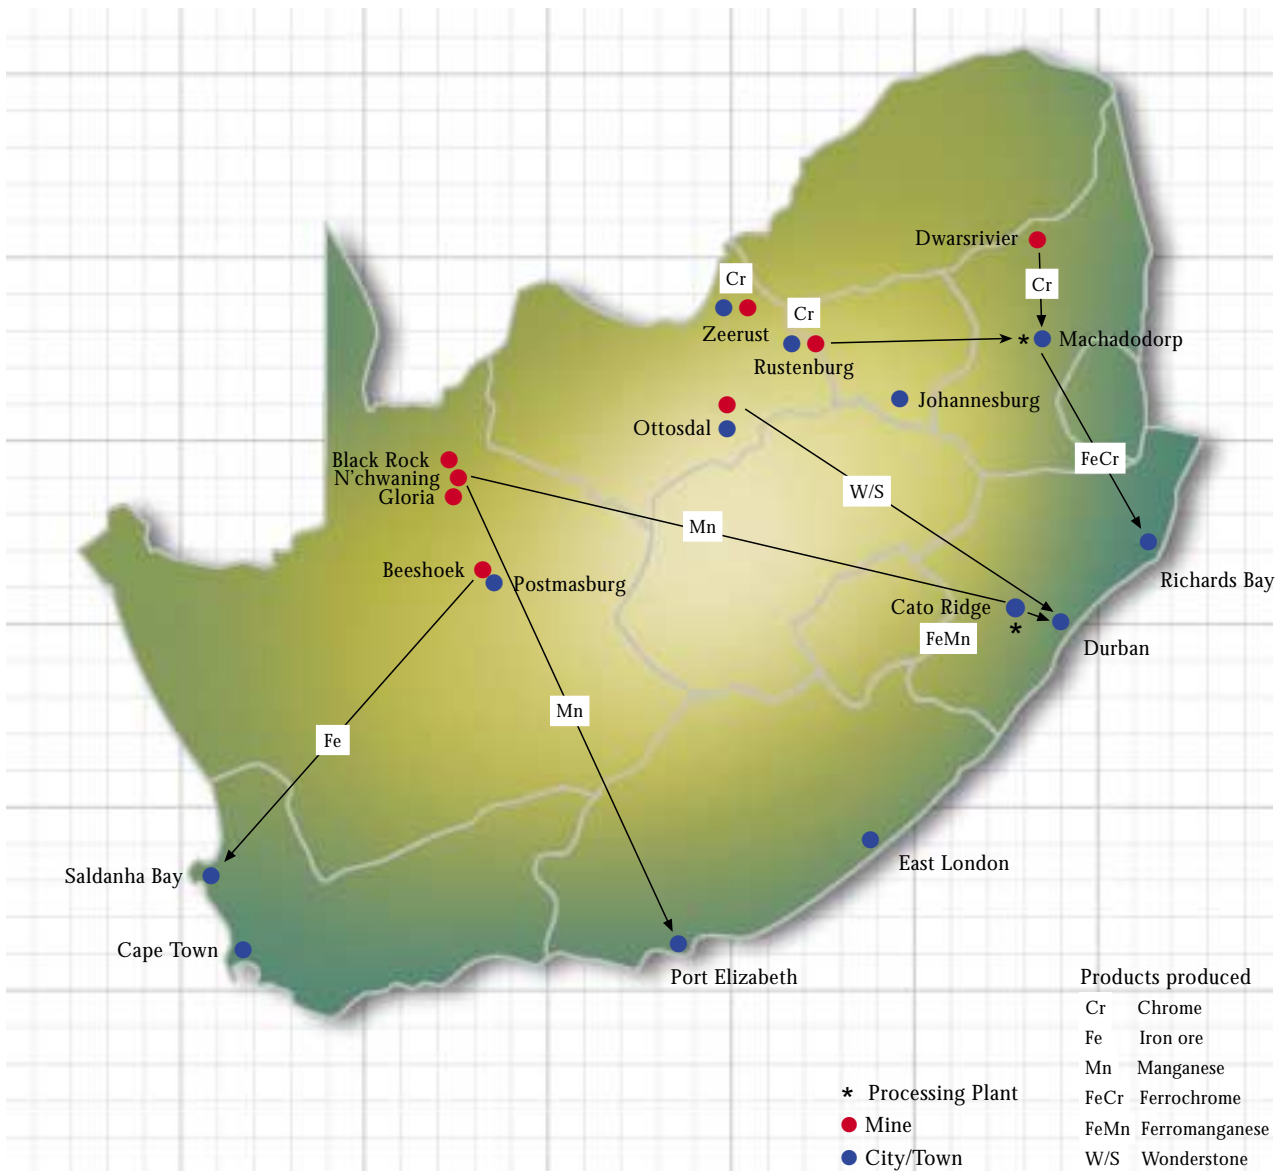 Dwarsrivier
Cr
Cr
Cr
Zeerust
Machadodorp
*
Rustenburg
Johannesburg
Ottosdal
Black Rock
N'chwaning
Gloria
FeCr
W/S
Mn
Beeshoek
Postmasburg
Richards Bay
Cato Ridge
*
FeMn
Durban
Mn
Fe
East London
Saldanha Bay
Cape Town
Port Elizabeth
Products produced
Cr Chrome
Fe Iron ore
Mn Manganese
FeCr Ferrochrome
FeMn Ferromanganese
W/S Wonderstone
* Processing Plant
Mine
City/Town